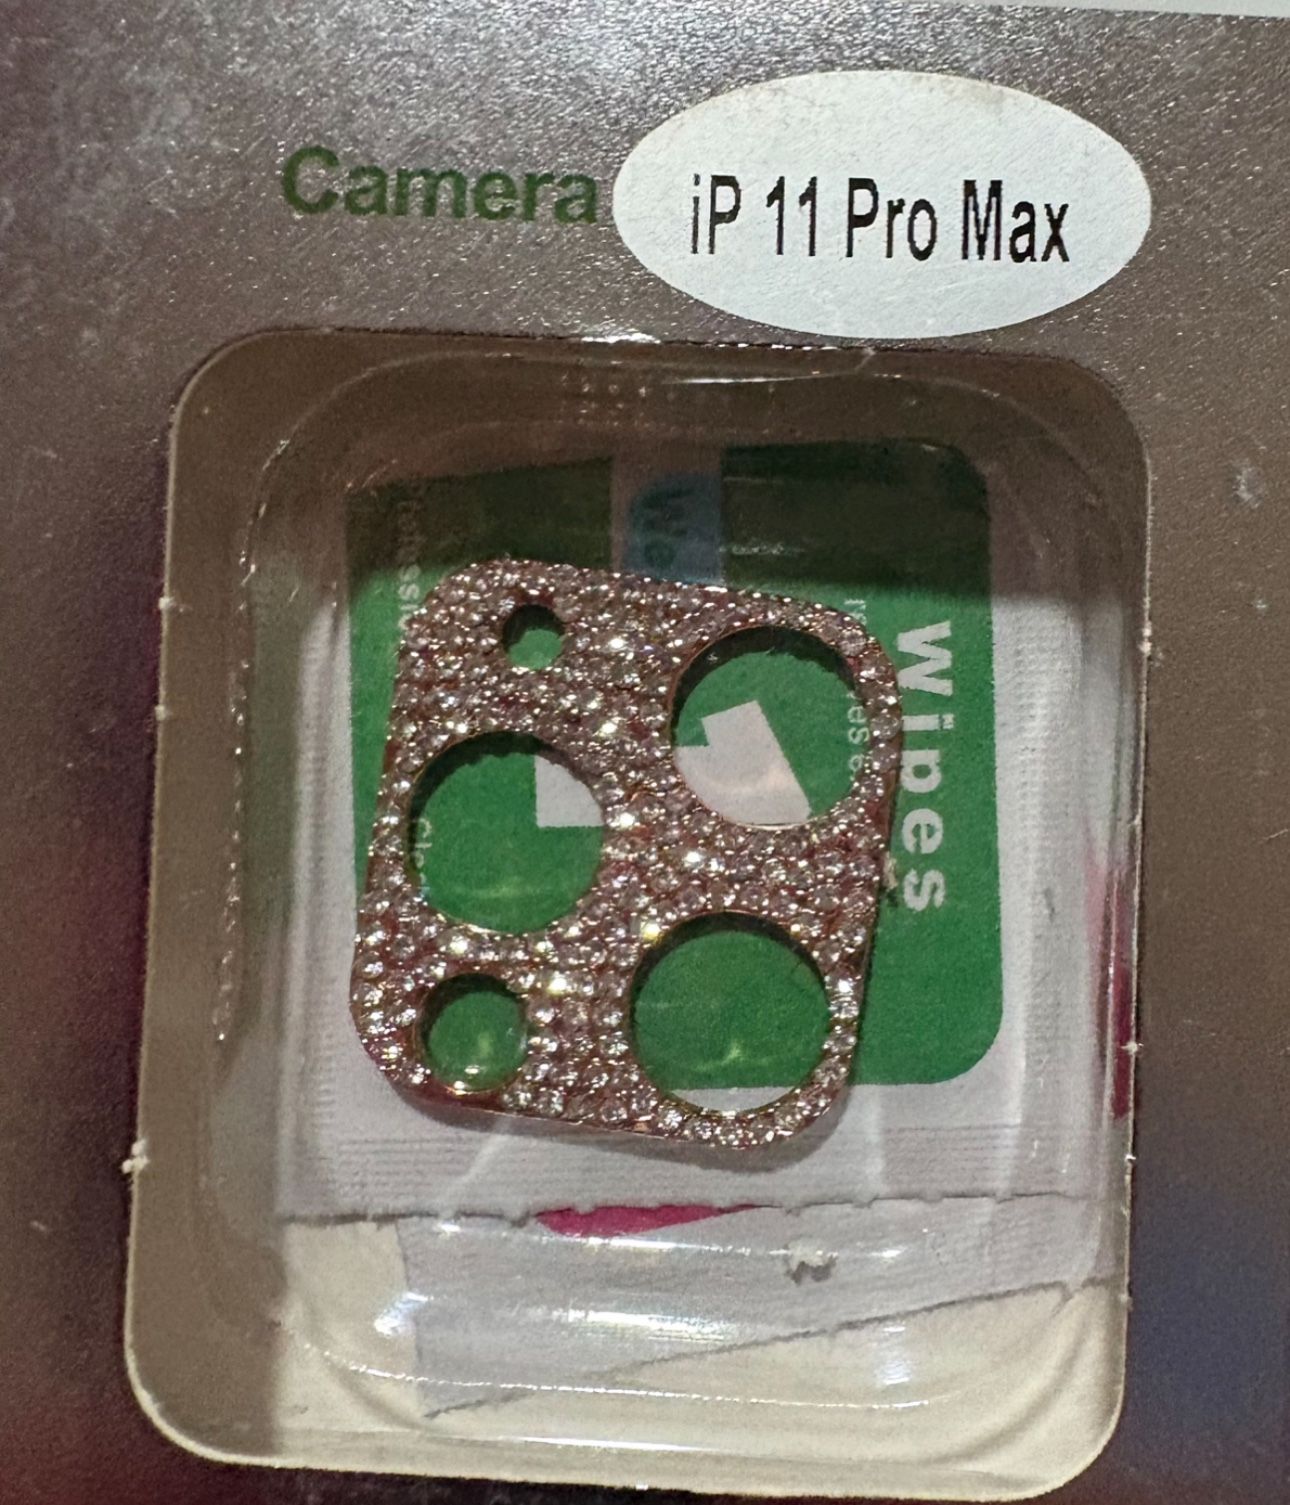 Camera
iP 11 Pro Max
Wipes